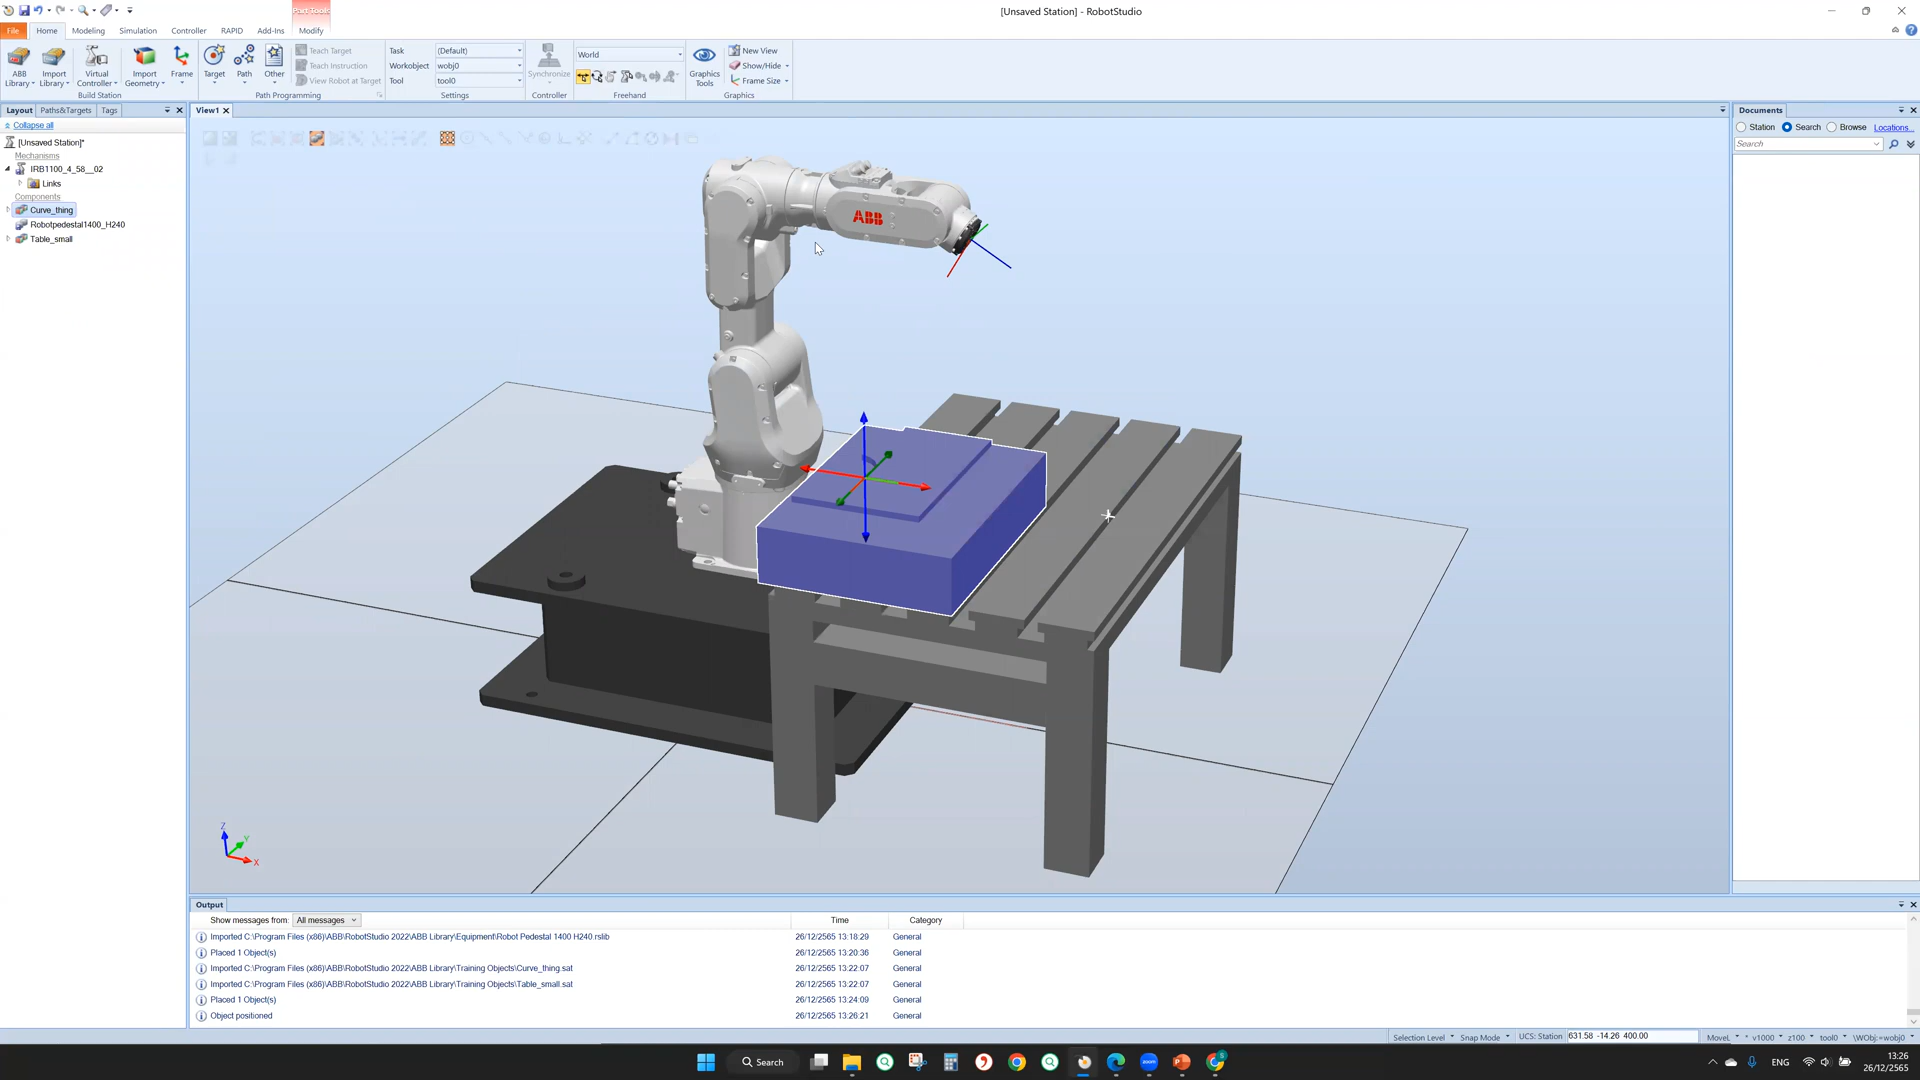 [Unsaved Station] - RobotStudio
Part Tools
File Home Modeling Simulation Controller RAPID Add-Ins Modify
ABB Library
Import Library
Virtual Controller
Import Geometry
Frame
Build Station
Target
Path
Other
Teach Target
Teach Instruction
View Robot at Target
Path Programming
Task (Default)
Workobject wobj0
Tool tool0
Settings
Synchronize
Controller
World
Freehand
Graphics Tools
New View
Show/Hide
Frame Size
Graphics
Layout Paths&Targets Tags
Collapse all
[Unsaved Station]*
Mechanisms
IRB1100_4_58__02
Links
Components
Curve_thing
Robotpedestal1400_H240
Table_small
View1
ABB
Z
Y
X
Documents
Station Search Browse Locations...
Search
Output
Show messages from: All messages Time Category
Imported C:\Program Files (x86)\ABB\RobotStudio 2022\ABB Library\Equipment\Robot Pedestal 1400 H240.rslib 26/12/2565 13:18:29 General
Placed 1 Object(s) 26/12/2565 13:20:36 General
Imported C:\Program Files (x86)\ABB\RobotStudio 2022\ABB Library\Training Objects\Curve_thing.sat 26/12/2565 13:22:07 General
Imported C:\Program Files (x86)\ABB\RobotStudio 2022\ABB Library\Training Objects\Table_small.sat 26/12/2565 13:22:07 General
Placed 1 Object(s) 26/12/2565 13:24:09 General
Object positioned 26/12/2565 13:26:21 General
Selection Level Snap Mode UCS: Station 631.58 -14.26 400.00 MoveL * v1000 z100 tool0 \WObj:=wobj0
Search
ENG
13:26
26/12/2565